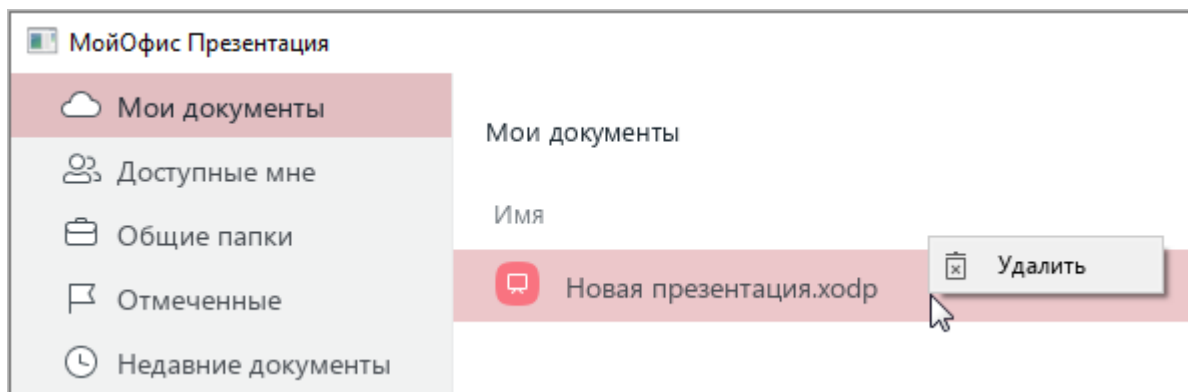 МойОфис Презентация
Мои документы
Доступные мне
Общие папки
Отмеченные
Недавние документы
Мои документы
Имя
Новая презентация.xodp
Удалить